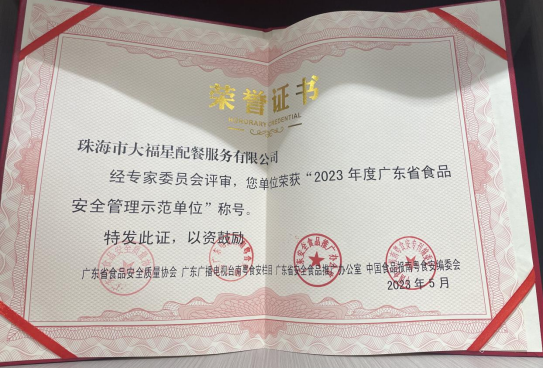 荣誉证书
HONORARY CREDENTIAL
珠海市大福星配餐服务有限公司
经专家委员会评审,您单位荣获“2023年度广东省食品
安全管理示范单位”称号。
特发此证,以资鼓励。
广东省食品安全质量协会 广东广播电视台南粤食安栏目 广东省安全食品推广办公室 中国食品报南粤食安编委会
2023年5月